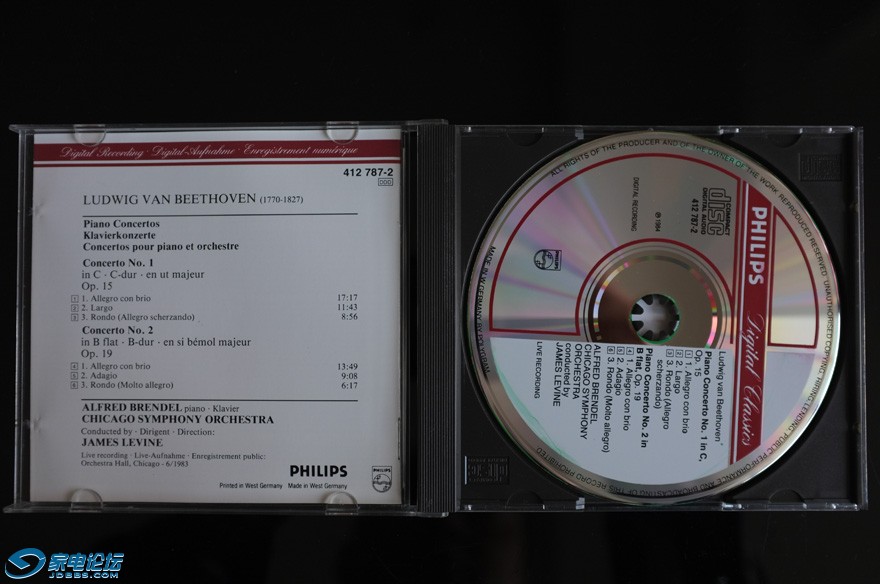 Digital Recording · Digital-Aufnahme · Enregistrement numérique
412 787-2
DDD
LUDWIG VAN BEETHOVEN (1770-1827)
Piano Concertos
Klavierkonzerte
Concertos pour piano et orchestre
Concerto No. 1
in C · C-dur · en ut majeur
Op. 15
1 1. Allegro con brio 17:17
2 2. Largo 11:43
3 3. Rondo (Allegro scherzando) 8:56
Concerto No. 2
in B flat · B-dur · en si bémol majeur
Op. 19
4 1. Allegro con brio 13:49
5 2. Adagio 9:08
6 3. Rondo (Molto allegro) 6:17
ALFRED BRENDEL piano · Klavier
CHICAGO SYMPHONY ORCHESTRA
Conducted by · Dirigent · Direction:
JAMES LEVINE
Live recording · Live-Aufnahme · Enregistrement public:
Orchestra Hall, Chicago - 6/1983
PHILIPS
PHILIPS
Printed in West Germany Made in West Germany
ALL RIGHTS OF THE PRODUCER AND OF THE OWNER OF THE WORK REPRODUCED RESERVED. UNAUTHORISED COPYING, PUBLIC PERFORMANCE AND BROADCASTING OF THIS RECORD PROHIBITED
MADE IN W. GERMANY BY POLYGRAM
PHILIPS
Digital Classics
COMPACT
disc
DIGITAL AUDIO
412 787-2
℗ 1984
DIGITAL RECORDING
PHILIPS
Ludwig van Beethoven
Piano Concerto No. 1 in C,
Op. 15
1 1. Allegro con brio
2 2. Largo
3 3. Rondo (Allegro
scherzando)
Piano Concerto No. 2 in
B flat, Op. 19
4 1. Allegro con brio
5 2. Adagio
6 3. Rondo (Molto allegro)
ALFRED BRENDEL
CHICAGO SYMPHONY
ORCHESTRA
conducted by
JAMES LEVINE
LIVE RECORDING
家电论坛
JDBBS.COM